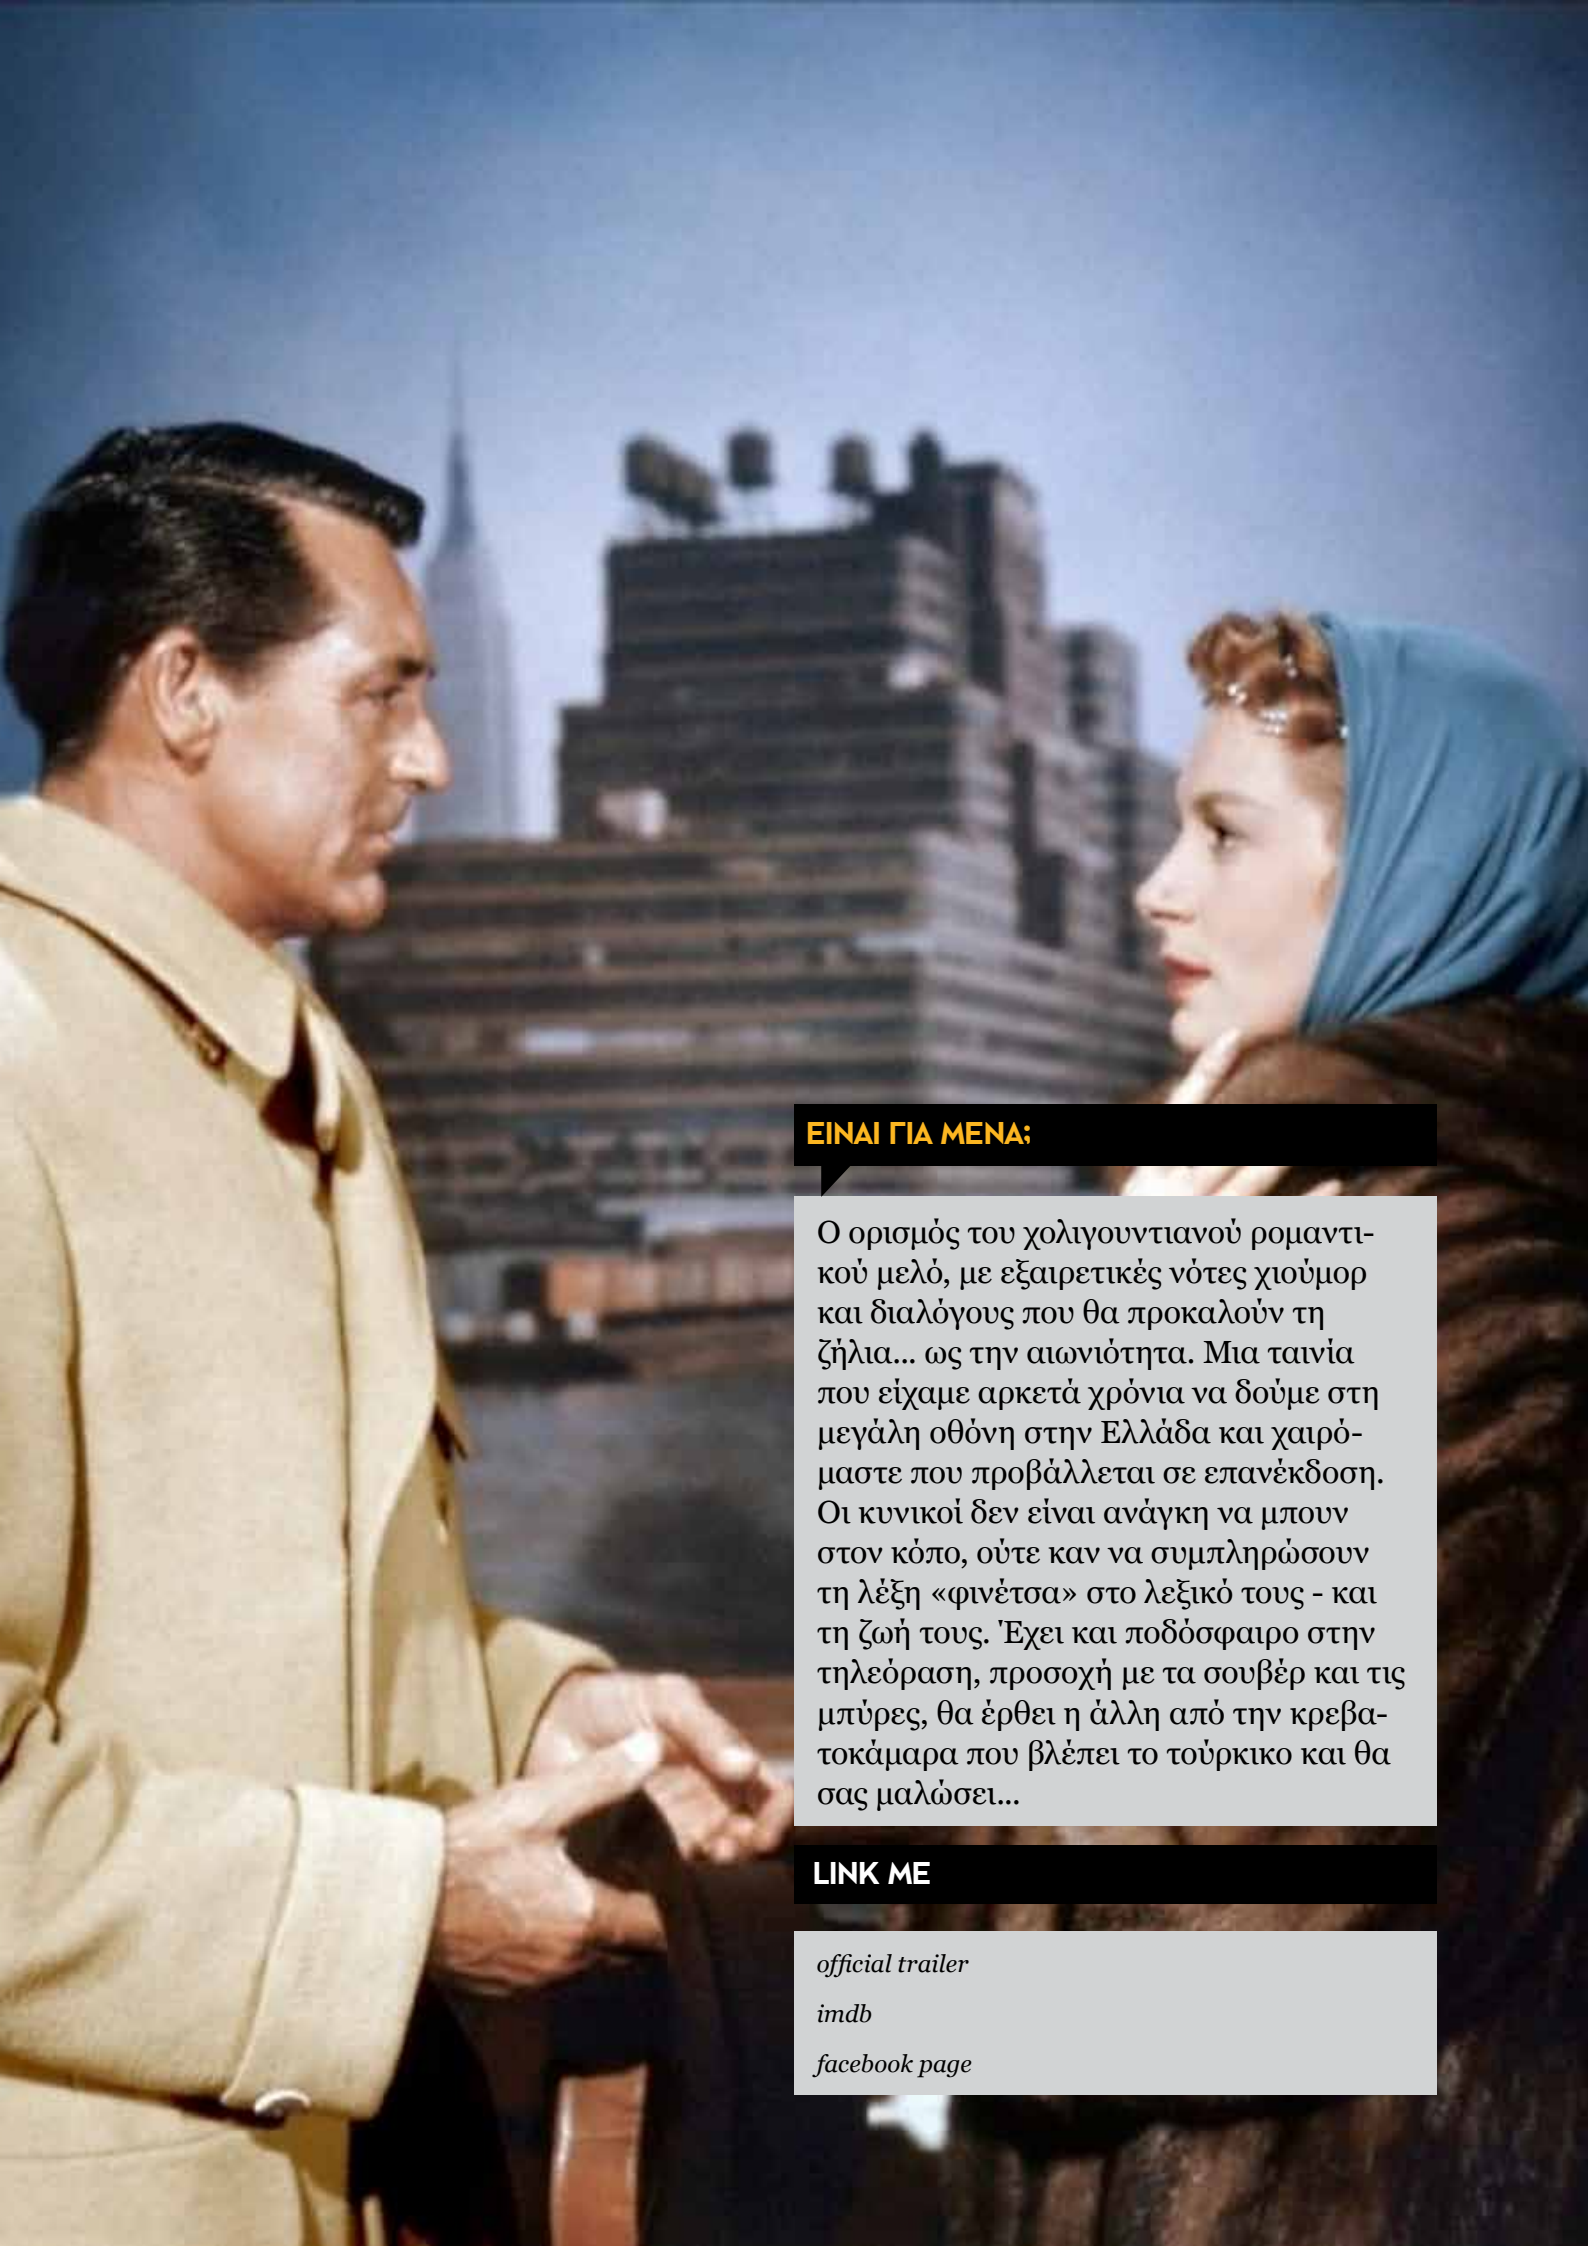 ΕΙΝΑΙ ΓΙΑ ΜΕΝΑ;
Ο ορισμός του χολιγουντιανού ρομαντι-
κού μελό, με εξαιρετικές νότες χιούμορ
και διαλόγους που θα προκαλούν τη
ζήλια... ως την αιωνιότητα. Μια ταινία
που είχαμε αρκετά χρόνια να δούμε στη
μεγάλη οθόνη στην Ελλάδα και χαιρό-
μαστε που προβάλλεται σε επανέκδοση.
Οι κυνικοί δεν είναι ανάγκη να μπουν
στον κόπο, ούτε καν να συμπληρώσουν
τη λέξη «φινέτσα» στο λεξικό τους - και
τη ζωή τους. Έχει και ποδόσφαιρο στην
τηλεόραση, προσοχή με τα σουβέρ και τις
μπύρες, θα έρθει η άλλη από την κρεβα-
τοκάμαρα που βλέπει το τούρκικο και θα
σας μαλώσει...
LINK ME
official trailer
imdb
facebook page